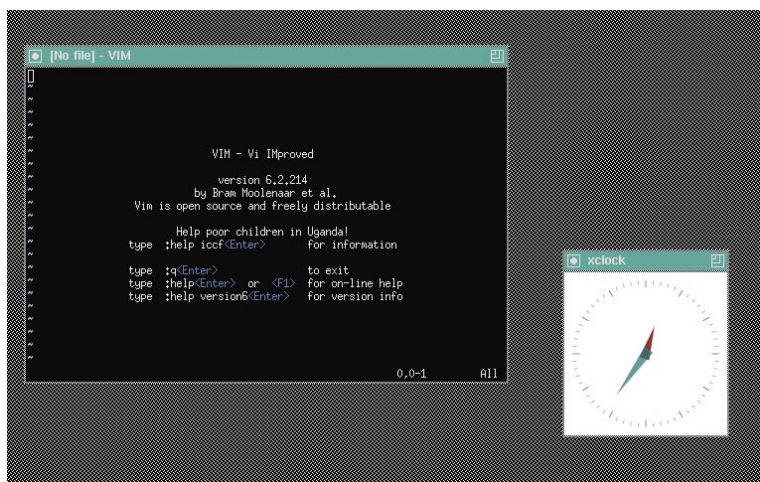 [No file] - VIM
~
~
~
~
~
~
VIM - Vi IMproved
~
~
version 6.2.214
~
by Bram Moolenaar et al.
~
Vim is open source and freely distributable
~
~
Help poor children in Uganda!
~
type :help iccf<Enter> for information
~
~
type :q<Enter> to exit
~
type :help<Enter> or <F1> for on-line help
~
type :help version6<Enter> for version info
~
~
~
~
~
0,0-1 All
xclock